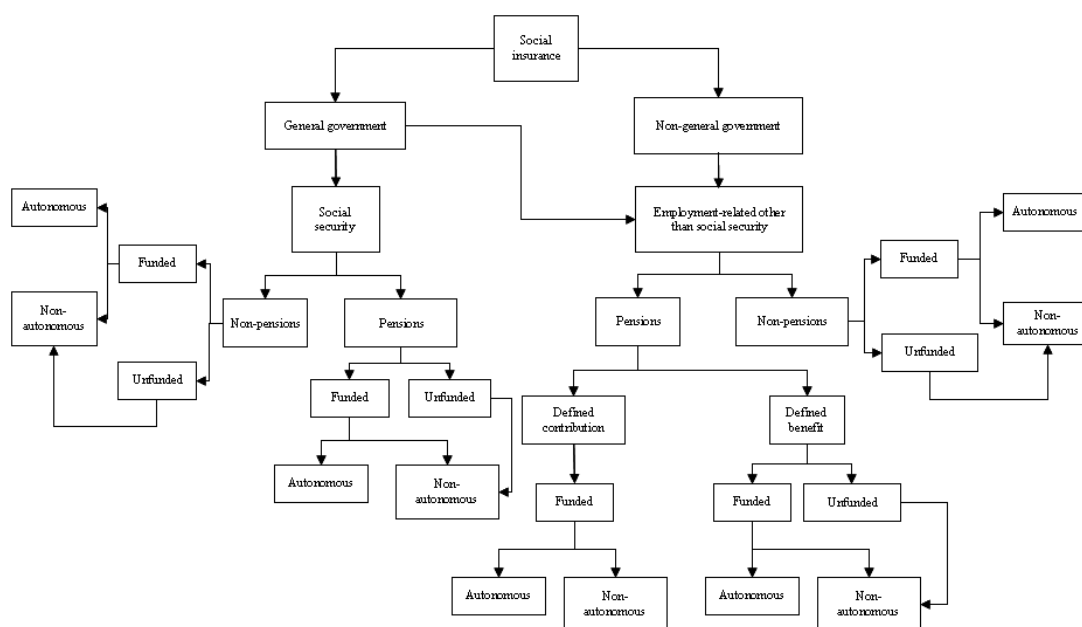 Social
insurance
General government
Non-general government
Social
security
Employment-related other
than social security
Autonomous
Autonomous
Funded
Funded
Non-
autonomous
Non-pensions
Pensions
Pensions
Non-pensions
Non-
autonomous
Unfunded
Unfunded
Funded
Unfunded
Defined
contribution
Defined
benefit
Autonomous
Non-
autonomous
Funded
Funded
Unfunded
Autonomous
Non-
autonomous
Autonomous
Non-
autonomous